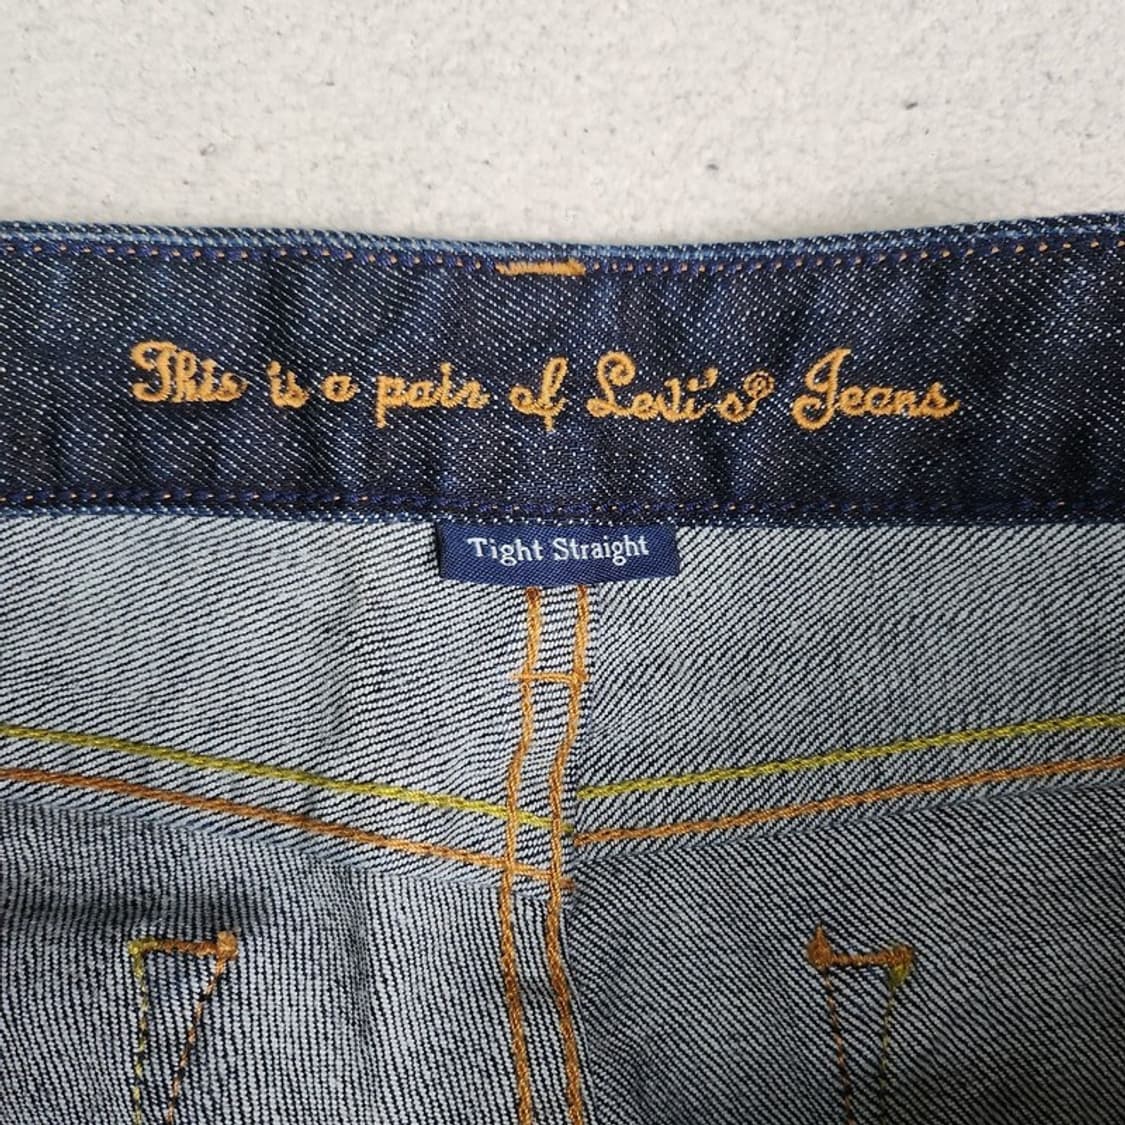 This is a pair of Levi's® Jeans
Tight Straight